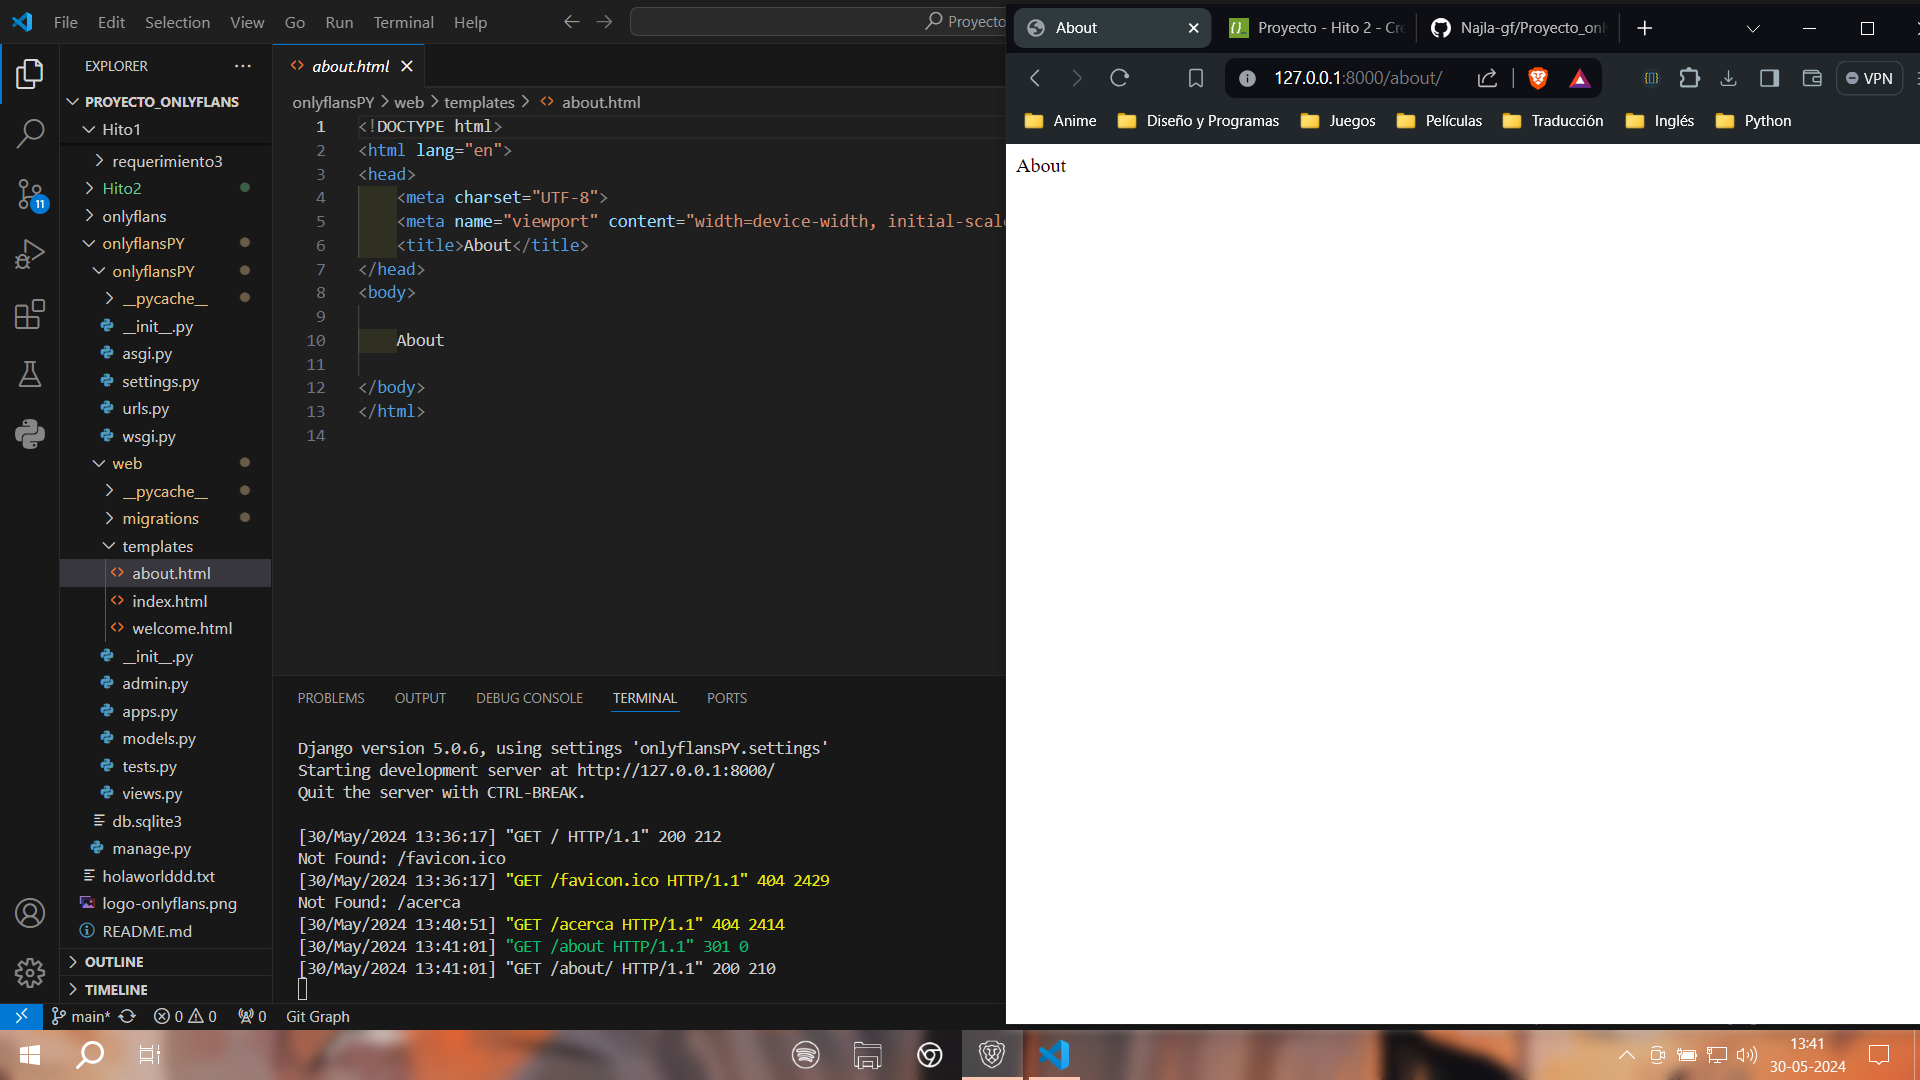 File Edit Selection View Go Run Terminal Help
Proyecto
EXPLORER
PROYECTO_ONLYFLANS
Hito1
requerimiento3
Hito2
onlyflans
onlyflansPY
onlyflansPY
__pycache__
__init__.py
asgi.py
settings.py
urls.py
wsgi.py
web
__pycache__
migrations
templates
about.html
index.html
welcome.html
__init__.py
admin.py
apps.py
models.py
tests.py
views.py
db.sqlite3
manage.py
holaworlddd.txt
logo-onlyflans.png
README.md
OUTLINE
TIMELINE
11
about.html
onlyflansPY > web > templates > about.html
1 <!DOCTYPE html>
2 <html lang="en">
3 <head>
4 <meta charset="UTF-8">
5 <meta name="viewport" content="width=device-width, initial-scale
6 <title>About</title>
7 </head>
8 <body>
9
10 About
11
12 </body>
13 </html>
14
PROBLEMS OUTPUT DEBUG CONSOLE TERMINAL PORTS
Django version 5.0.6, using settings 'onlyflansPY.settings'
Starting development server at http://127.0.0.1:8000/
Quit the server with CTRL-BREAK.
[30/May/2024 13:36:17] "GET / HTTP/1.1" 200 212
Not Found: /favicon.ico
[30/May/2024 13:36:17] "GET /favicon.ico HTTP/1.1" 404 2429
Not Found: /acerca
[30/May/2024 13:40:51] "GET /acerca HTTP/1.1" 404 2414
[30/May/2024 13:41:01] "GET /about HTTP/1.1" 301 0
[30/May/2024 13:41:01] "GET /about/ HTTP/1.1" 200 210
main* 0 0 0 Git Graph
About
Proyecto - Hito 2 - Cre
Najla-gf/Proyecto_onl
127.0.0.1:8000/about/
VPN
Anime Diseño y Programas Juegos Películas Traducción Inglés Python
About
13:41
30-05-2024